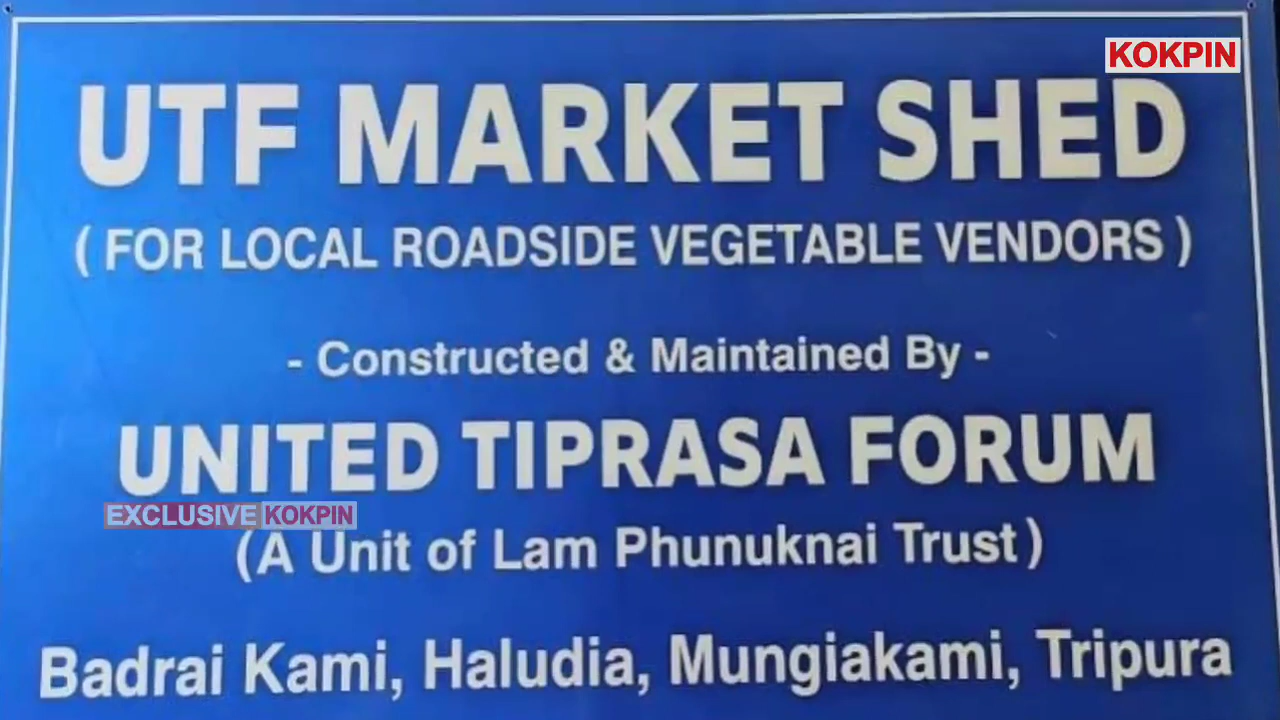 KOKPIN
UTF MARKET SHED
( FOR LOCAL ROADSIDE VEGETABLE VENDORS )
- Constructed & Maintained By -
UNITED TIPRASA FORUM
EXCLUSIVE KOKPIN
(A Unit of Lam Phunuknai Trust)
Badrai Kami, Haludia, Mungiakami, Tripura